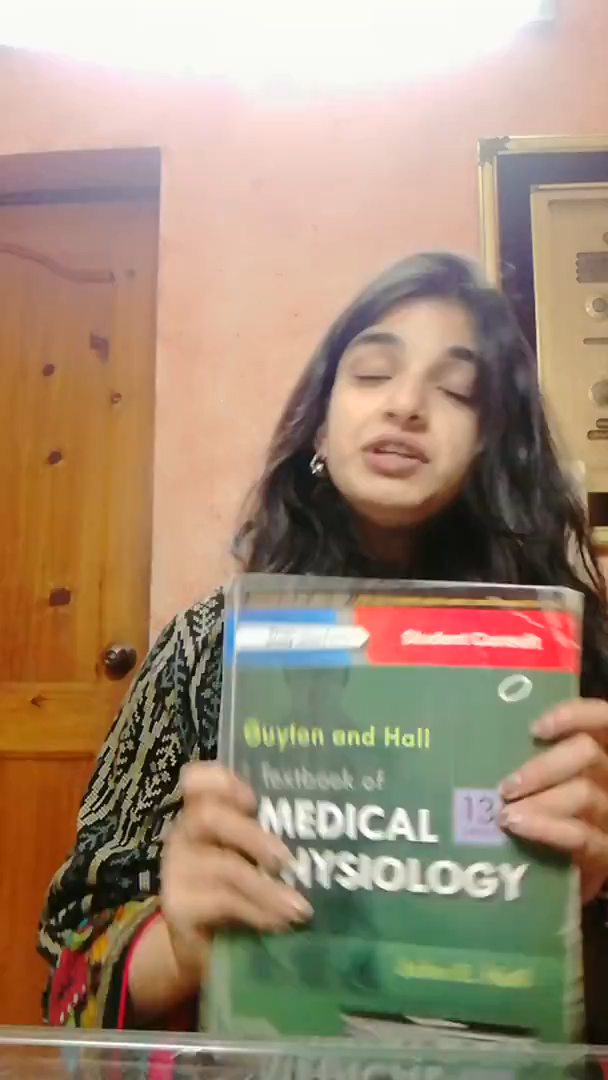 Student Consult
Guyton and Hall
Textbook of
MEDICAL
PHYSIOLOGY
13